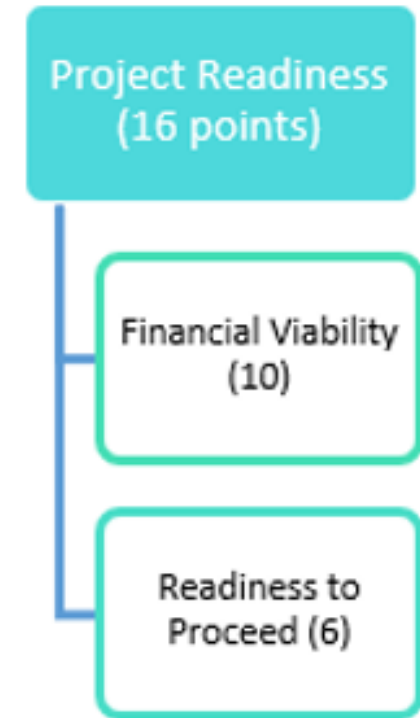 Project Readiness
(16 points)
Financial Viability
(10)
Readiness to
Proceed (6)